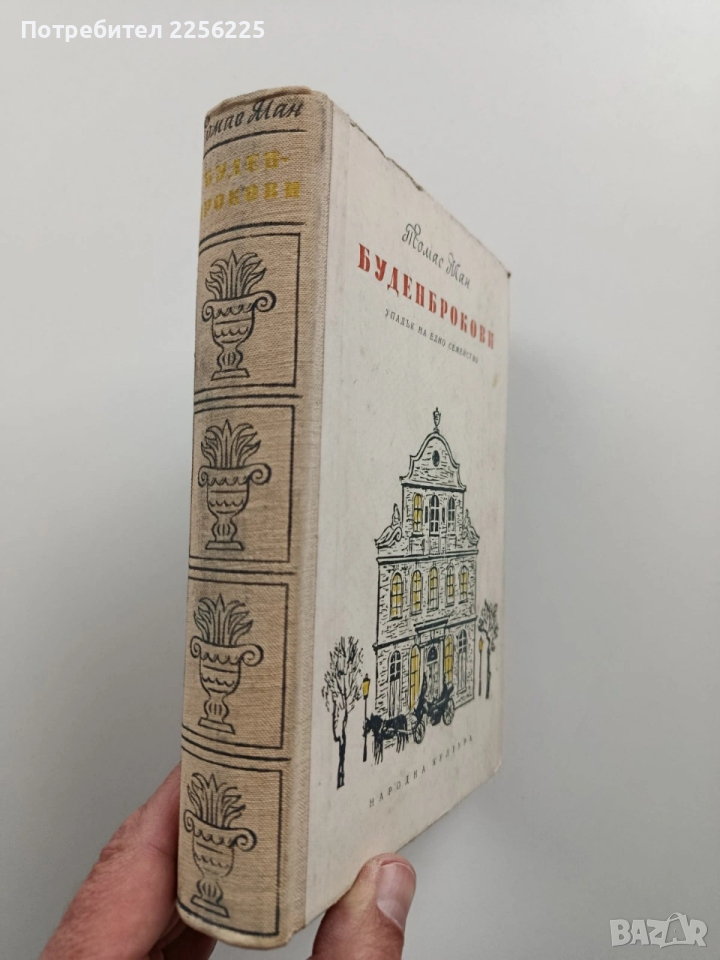 Потребител 2256225
Томас Ман
БУДЕН-
БРОКОВИ
Томас Ман
БУДЕНБРОКОВИ
УПАДЪК НА ЕДНО СЕМЕЙСТВО
НАРОДНА КУЛТУРА
BAZAR